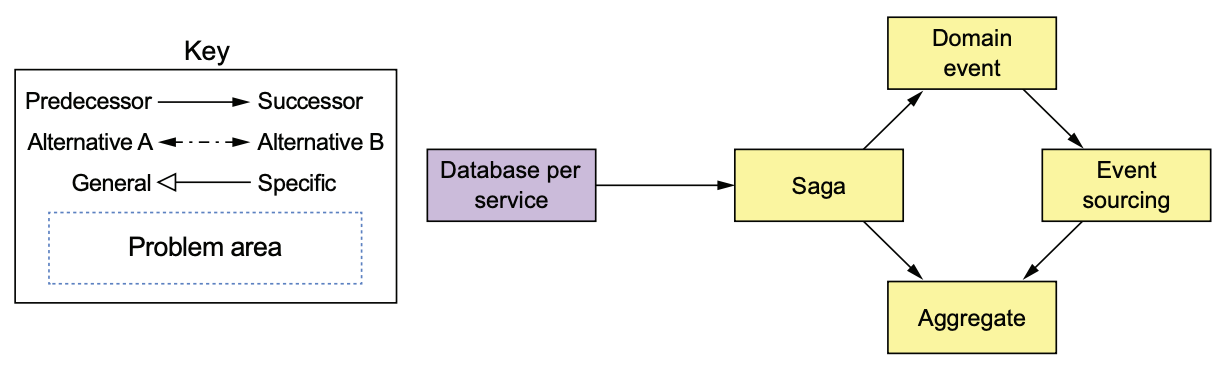 Key
Predecessor
Successor
Alternative A
Alternative B
General
Specific
Problem area
Database per
service
Saga
Domain
event
Event
sourcing
Aggregate